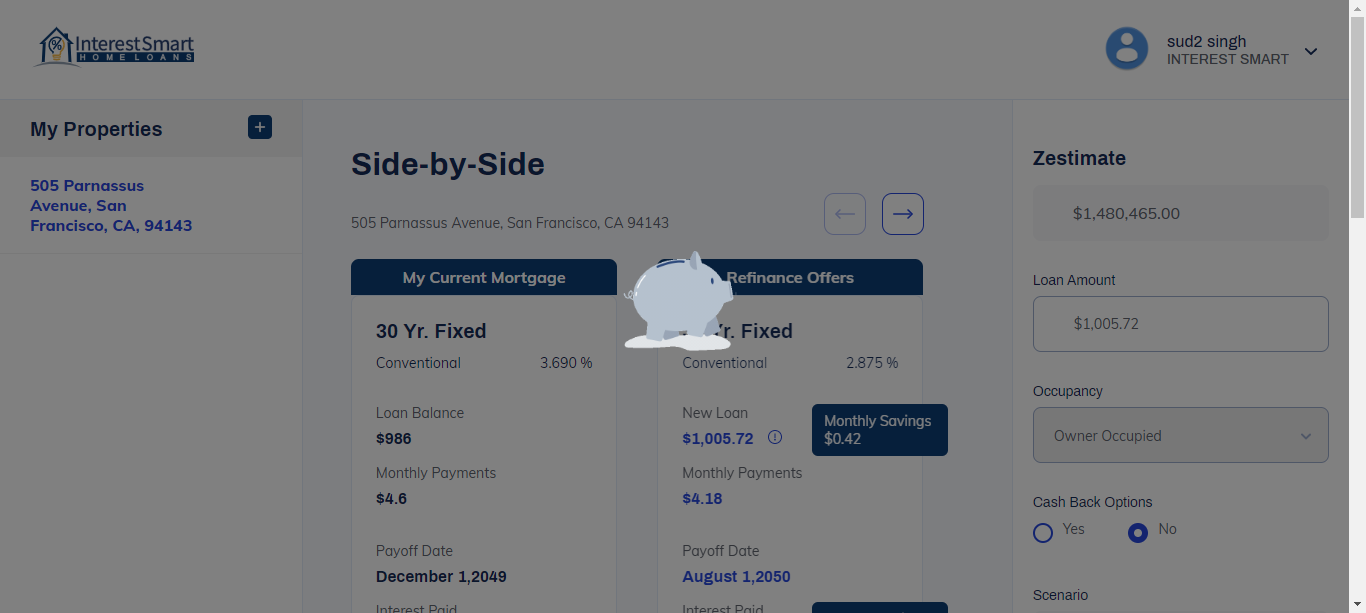 InterestSmart
HOME LOANS
sud2 singh
INTEREST SMART
My Properties
505 Parnassus
Avenue, San
Francisco, CA, 94143
Side-by-Side
505 Parnassus Avenue, San Francisco, CA 94143
My Current Mortgage
30 Yr. Fixed
Conventional 3.690 %
Loan Balance
$986
Monthly Payments
$4.6
Payoff Date
December 1,2049
Interest Paid
Refinance Offers
Yr. Fixed
Conventional 2.875 %
New Loan
$1,005.72
Monthly Savings
$0.42
Monthly Payments
$4.18
Payoff Date
August 1,2050
Interest Paid
Zestimate
$1,480,465.00
Loan Amount
$1,005.72
Occupancy
Owner Occupied
Cash Back Options
Yes No
Scenario